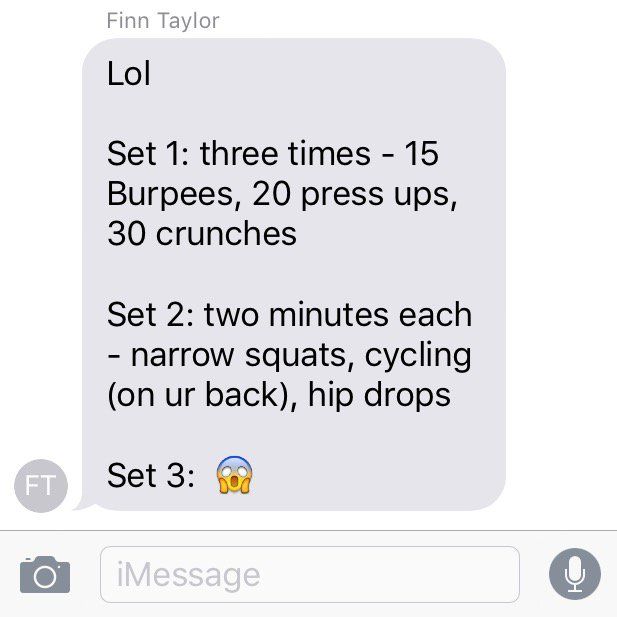 Finn Taylor
Lol
Set 1: three times - 15
Burpees, 20 press ups,
30 crunches
Set 2: two minutes each
- narrow squats, cycling
(on ur back), hip drops
Set 3: 😱
FT
iMessage